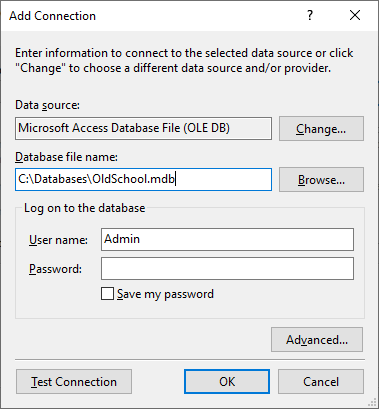 Add Connection
?
Enter information to connect to the selected data source or click
"Change" to choose a different data source and/or provider.
Data source:
Microsoft Access Database File (OLE DB)
Change...
Database file name:
C:\Databases\OldSchool.mdb
Browse...
Log on to the database
User name:
Admin
Password:
Save my password
Advanced...
Test Connection
OK
Cancel